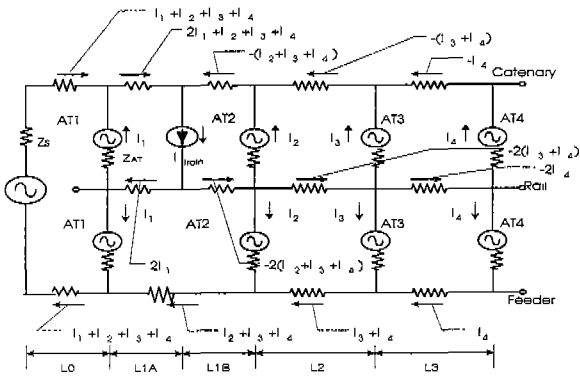 I₁ + I₂ + I₃ + I₄
2I₁ + I₂ + I₃ + I₄
-(I₂ + I₃ + I₄)
-(I₃ + I₄)
-I₄
Catenary
AT1
AT2
AT3
AT4
Zs
I₁
ZAT
Itrain
I₂
I₃
I₄
-2(I₃ + I₄)
-2I₄
Rail
AT1
I₁
AT2
I₂
I₃
AT3
I₄
AT4
2I₁
-2(I₂ + I₃ + I₄)
Feeder
I₁ + I₂ + I₃ + I₄
I₂ + I₃ + I₄
I₃ + I₄
I₄
L0
L1A
L1B
L2
L3